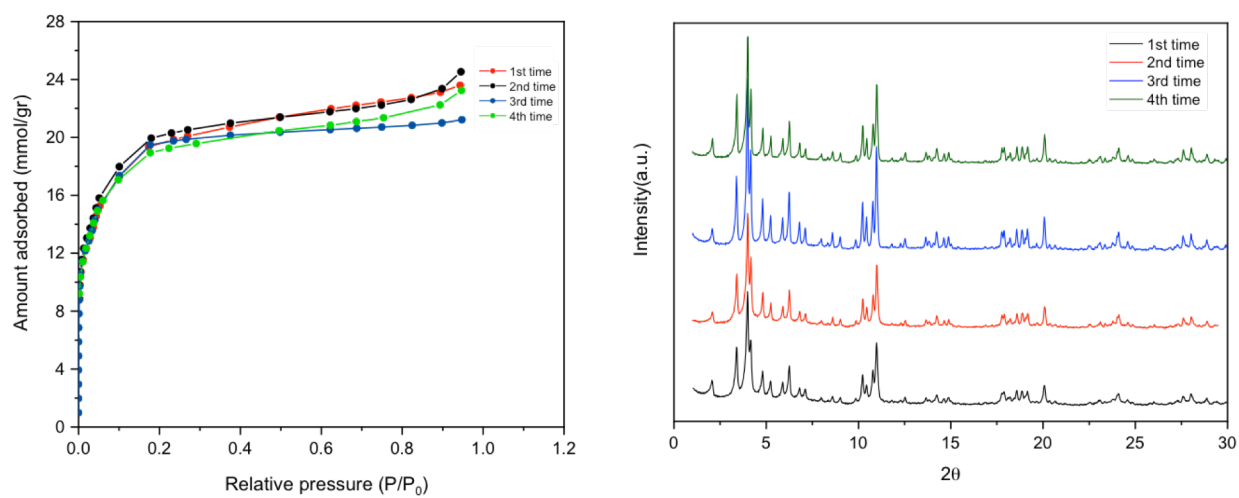 28
24
20
16
12
8
4
0
Amount adsorbed (mmol/gr)
1st time
2nd time
3rd time
4th time
0.0 0.2 0.4 0.6 0.8 1.0 1.2
Relative pressure (P/P0)
Intensity(a.u.)
1st time
2nd time
3rd time
4th time
0 5 10 15 20 25 30
2θ